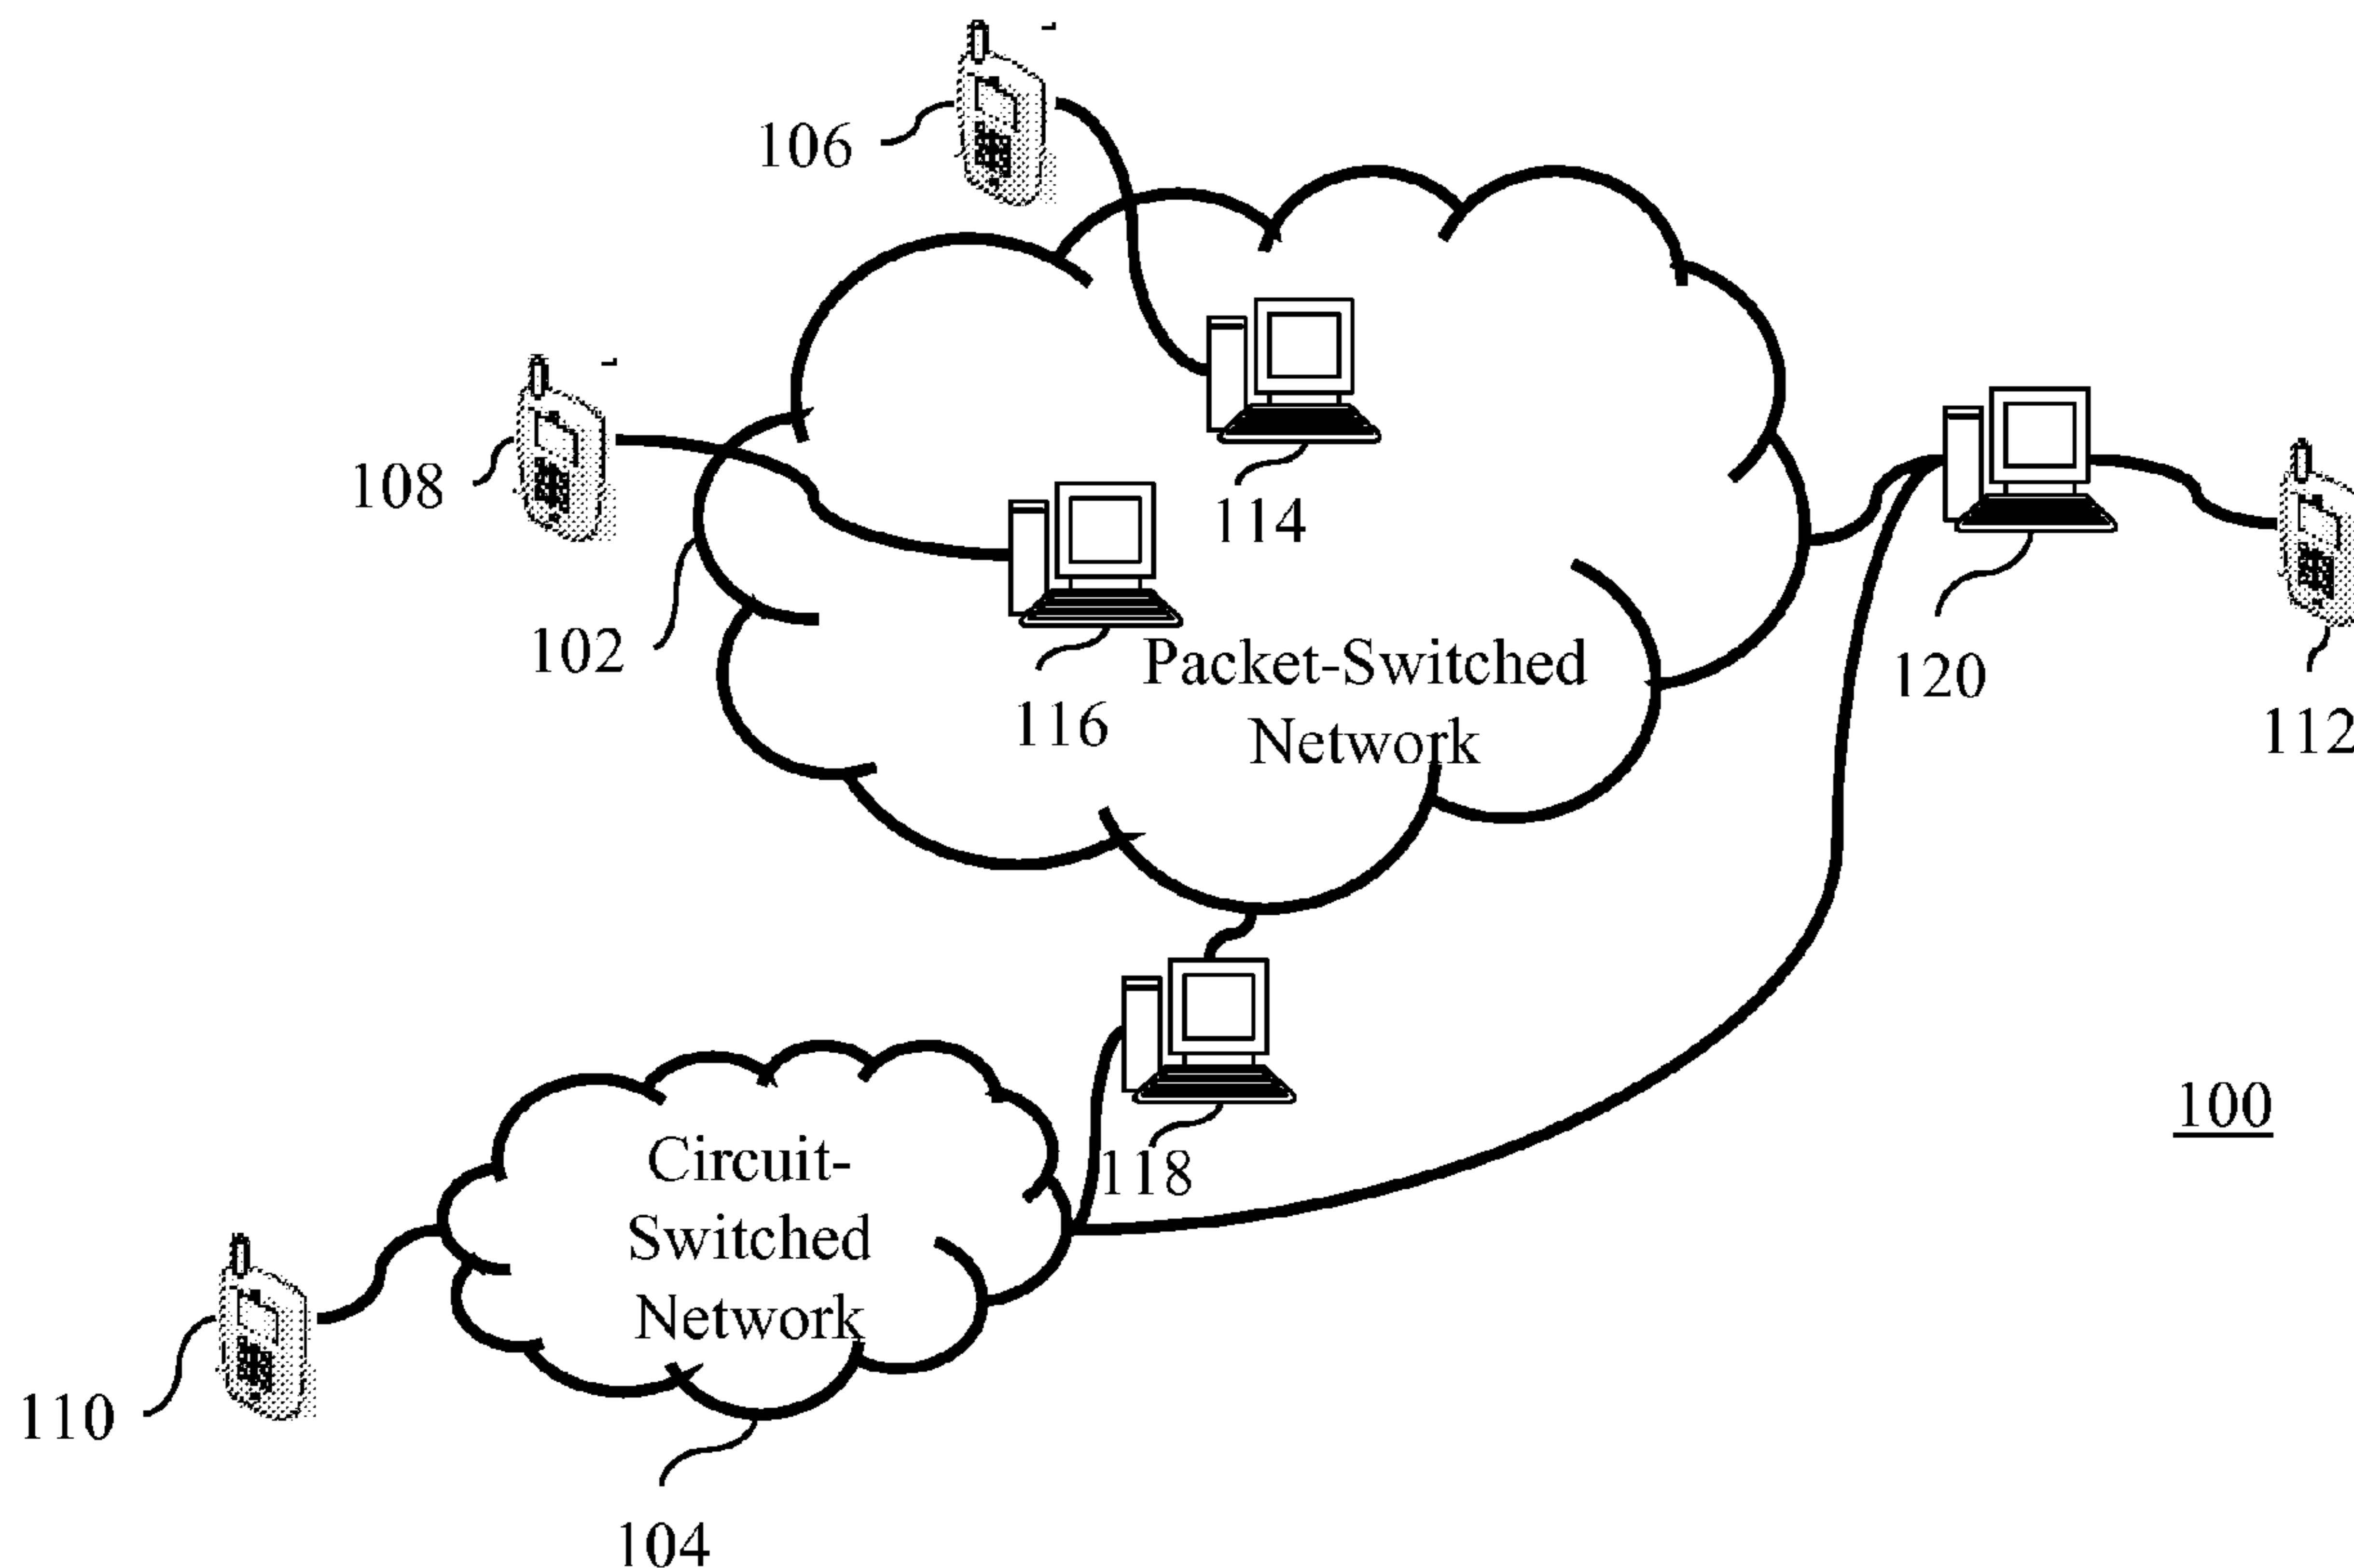 106
108
114
102
116
Packet-Switched
Network
120
112
118
100
Circuit-
Switched
Network
110
104